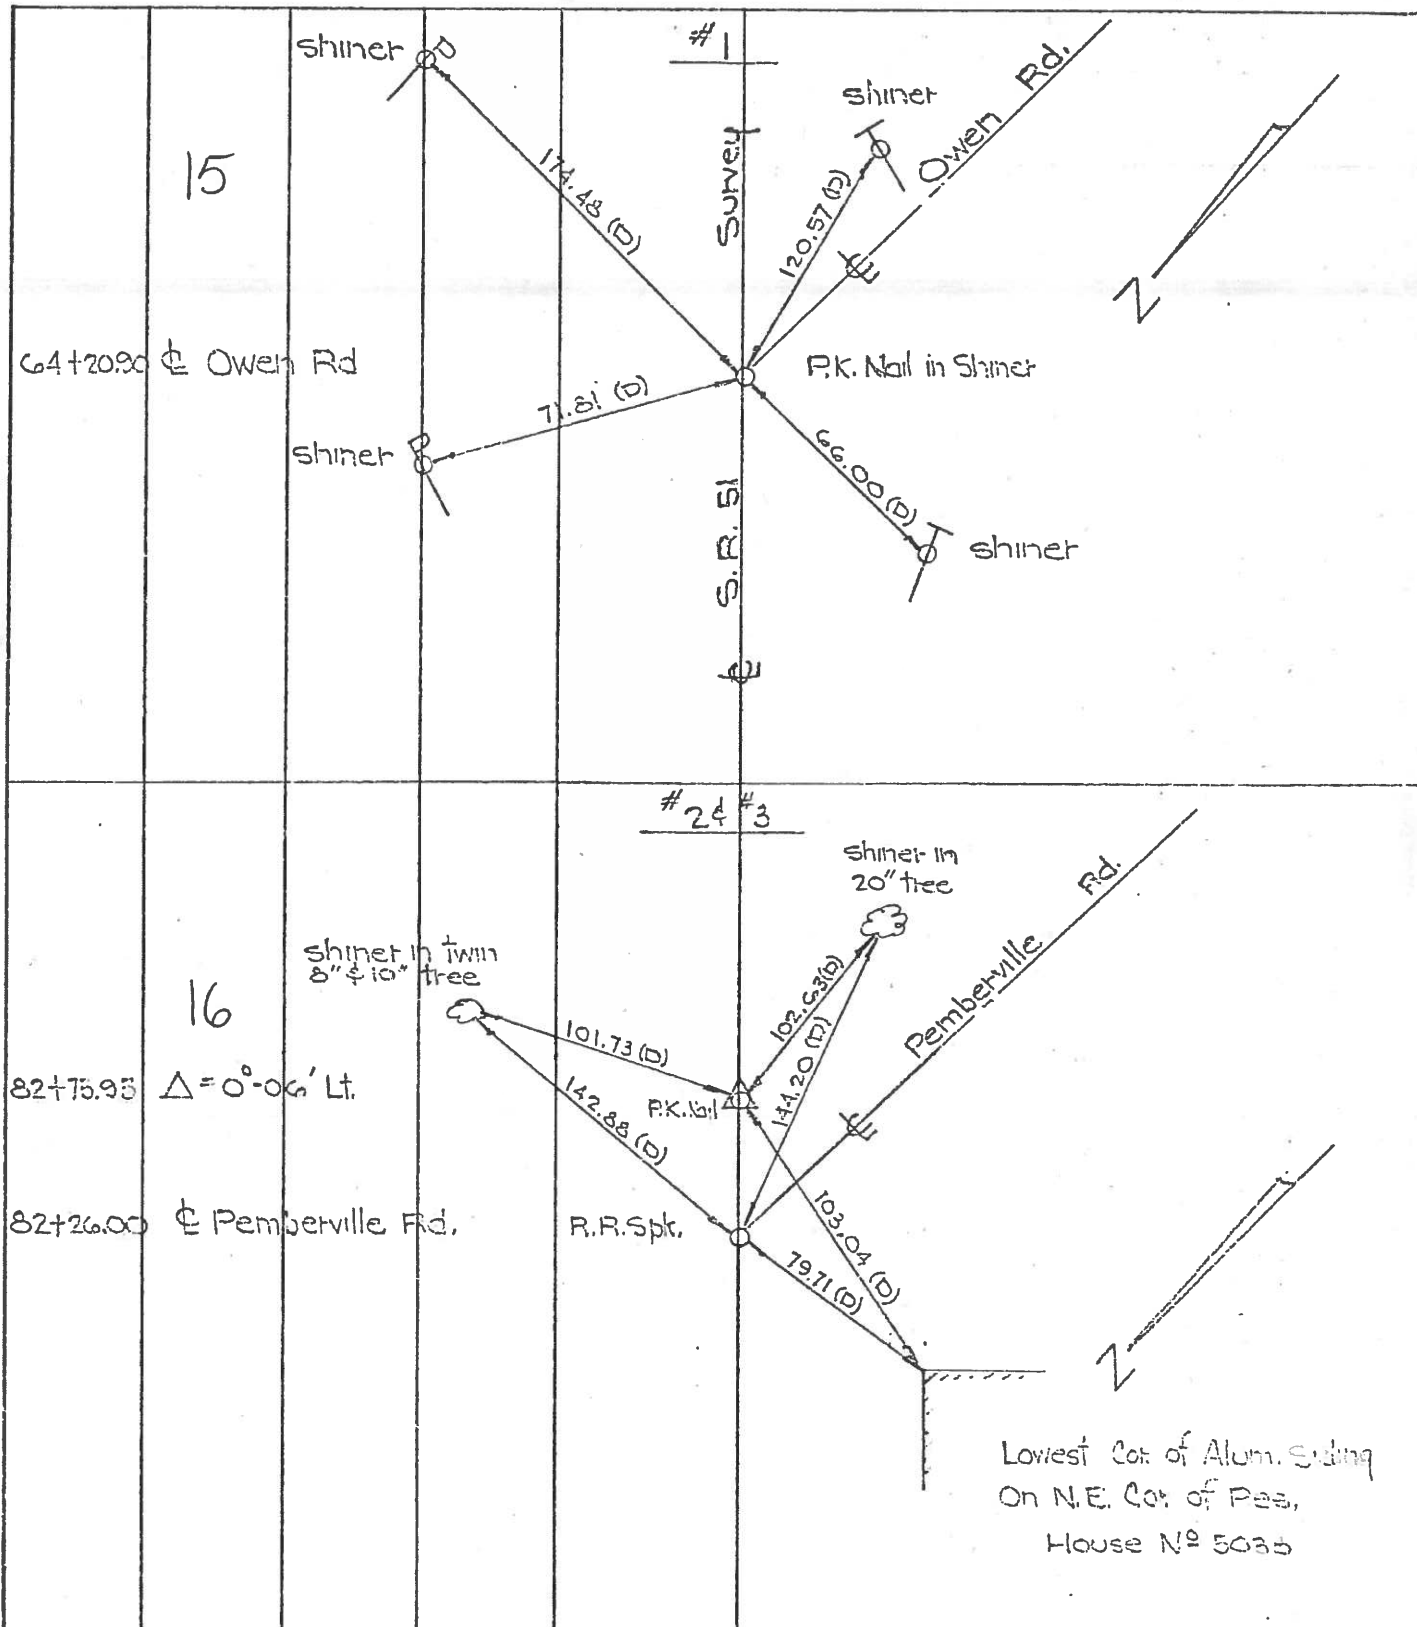 #1
shiner
shiner
Owen Rd.
15
Survey
174.48 (D)
120.57 (D)
℄
N
64+20.90 ℄ Owen Rd
P.K. Nail in Shiner
71.81 (D)
shiner
66.00 (D)
S.R. 51
shiner
℄
#2 & #3
shiner in
20" tree
Pemberville Rd.
shiner in twin
8" & 10" tree
16
102.63 (D)
101.73 (D)
144.20 (D)
82+75.95 △ = 0°-06' Lt.
P.K. Nail
142.88 (D)
℄
82+26.00 ℄ Pemberville Rd.
R.R. Spk.
103.04 (D)
79.71 (D)
N
Lowest Cor. of Alum. Siding
On N.E. Cor. of Res.
House Nº